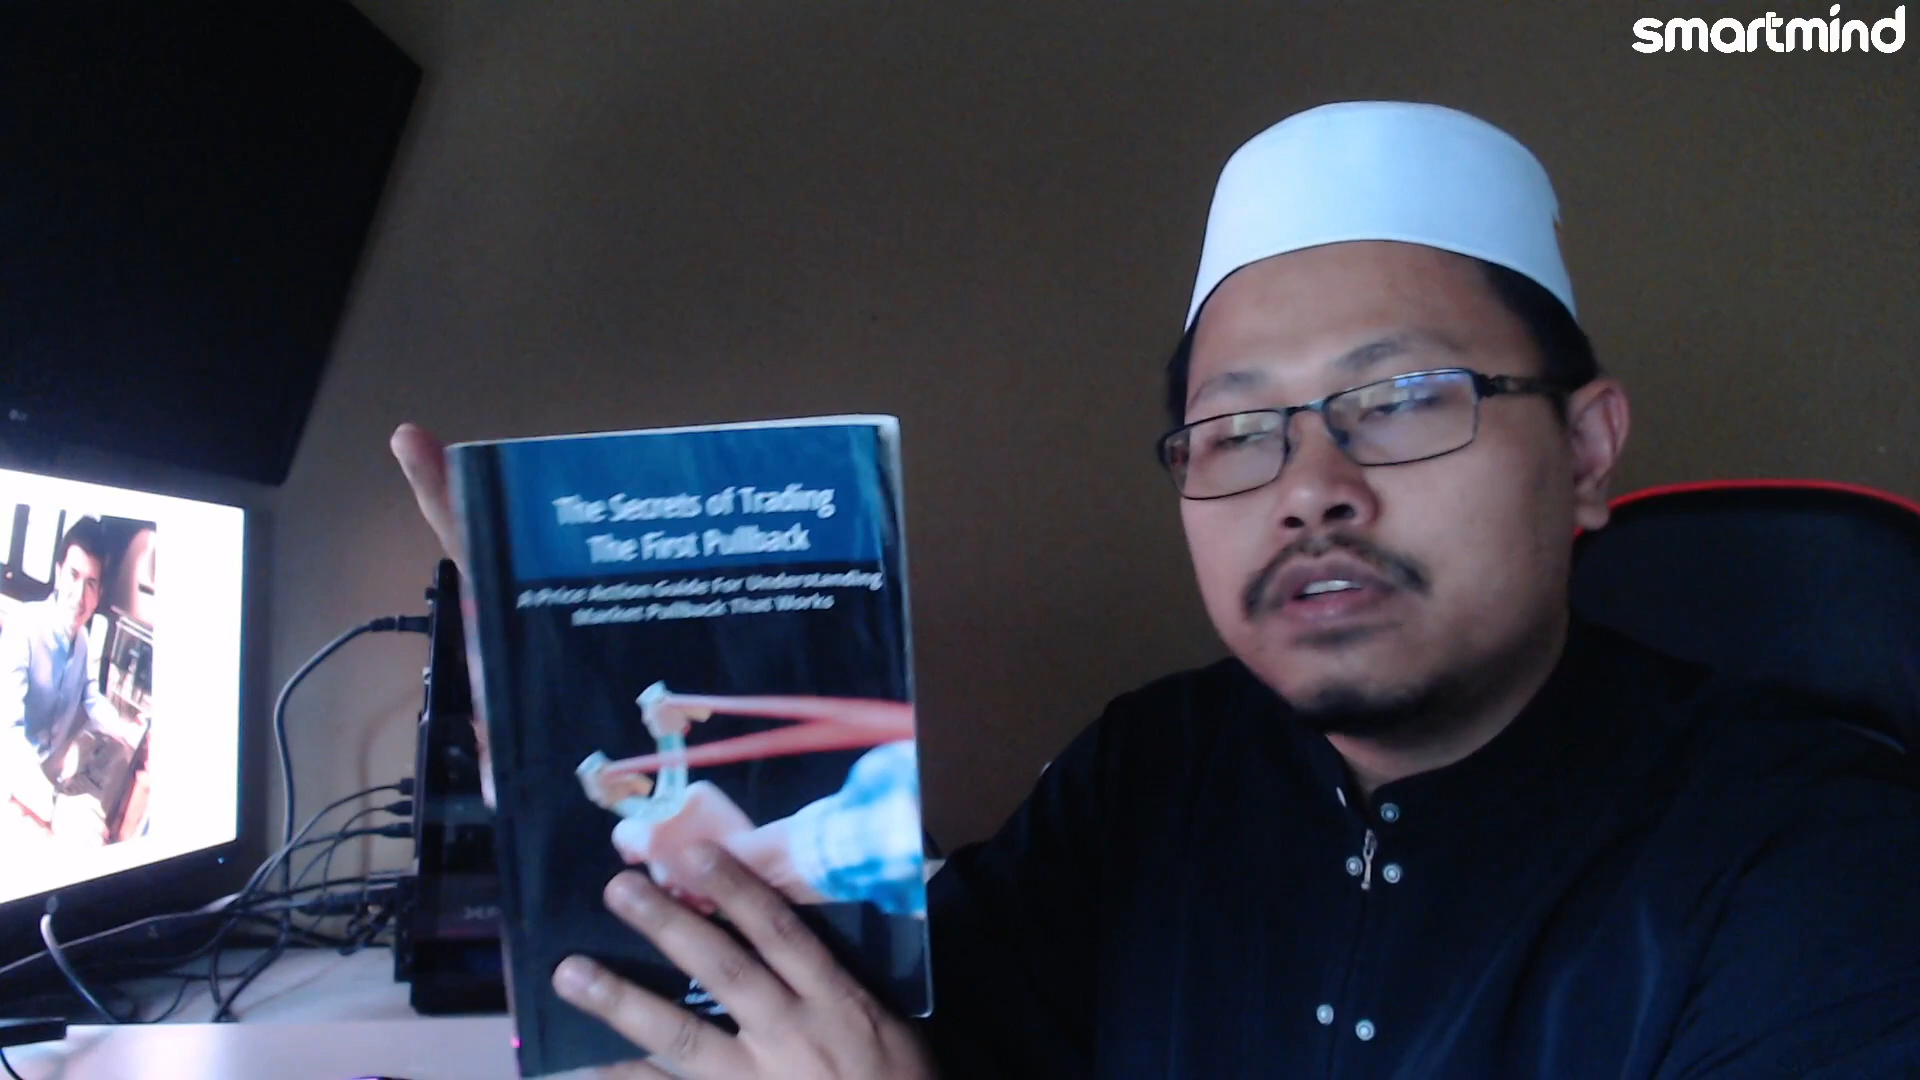 smartmind
The Secrets of Trading
The First Pullback
A Price Action Guide For Understanding
Market Pullback That Works